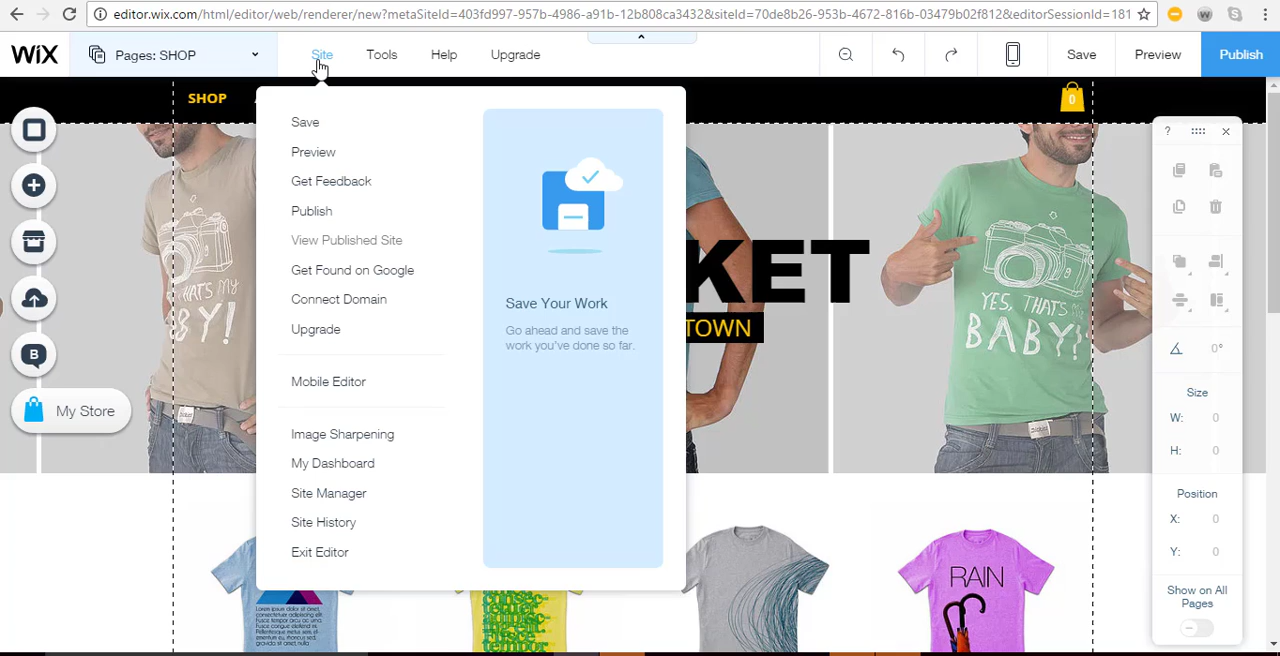 editor.wix.com/html/editor/web/renderer/new?metaSiteId=403fd997-957b-4986-a91b-12b808ca3432&siteId=70de8b26-953b-4672-816b-03479b02f812&editorSessionId=181
WiX
Pages: SHOP
Site
Tools
Help
Upgrade
Save
Preview
Publish
SHOP
0
Save
Preview
Get Feedback
Publish
View Published Site
Get Found on Google
Connect Domain
Upgrade
Mobile Editor
Image Sharpening
My Dashboard
Site Manager
Site History
Exit Editor
Save Your Work
Go ahead and save the
work you've done so far.
My Store
B
KET
TOWN
THAT'S MY
BABY!
YES, THAT'S MY
BABY!
RAIN
?
0°
Size
W: 0
H: 0
Position
X: 0
Y: 0
Show on All
Pages